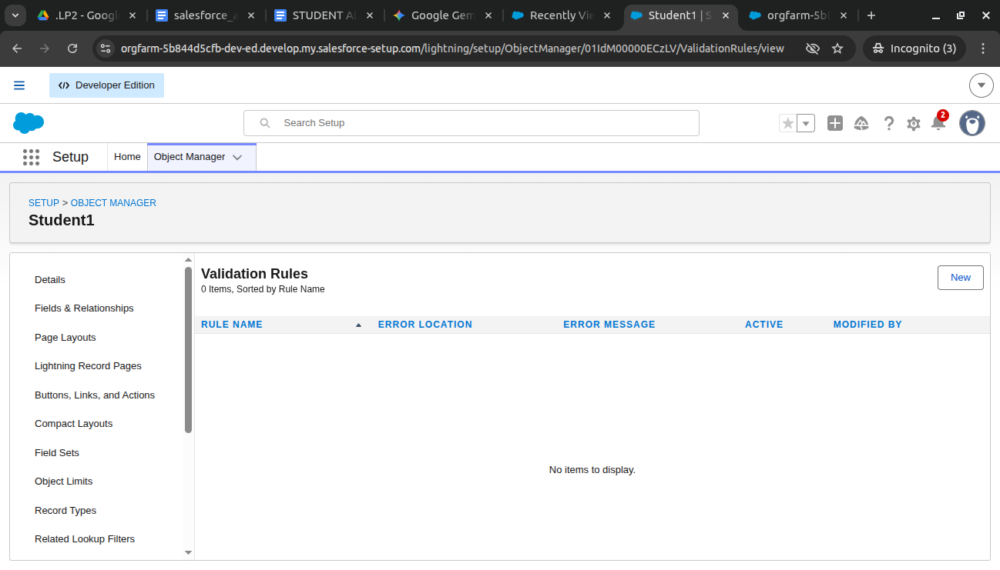 .LP2 - Googl
salesforce_a
STUDENT A
Google Gem
Recently Vie
Student1 | S
orgfarm-5b
orgfarm-5b844d5cfb-dev-ed.develop.my.salesforce-setup.com/lightning/setup/ObjectManager/01IdM00000ECzLV/ValidationRules/view
Incognito (3)
Developer Edition
Search Setup
2
Setup
Home
Object Manager
SETUP > OBJECT MANAGER
Student1
Details
Fields & Relationships
Page Layouts
Lightning Record Pages
Buttons, Links, and Actions
Compact Layouts
Field Sets
Object Limits
Record Types
Related Lookup Filters
Validation Rules
0 Items, Sorted by Rule Name
New
RULE NAME ERROR LOCATION ERROR MESSAGE ACTIVE MODIFIED BY
No items to display.